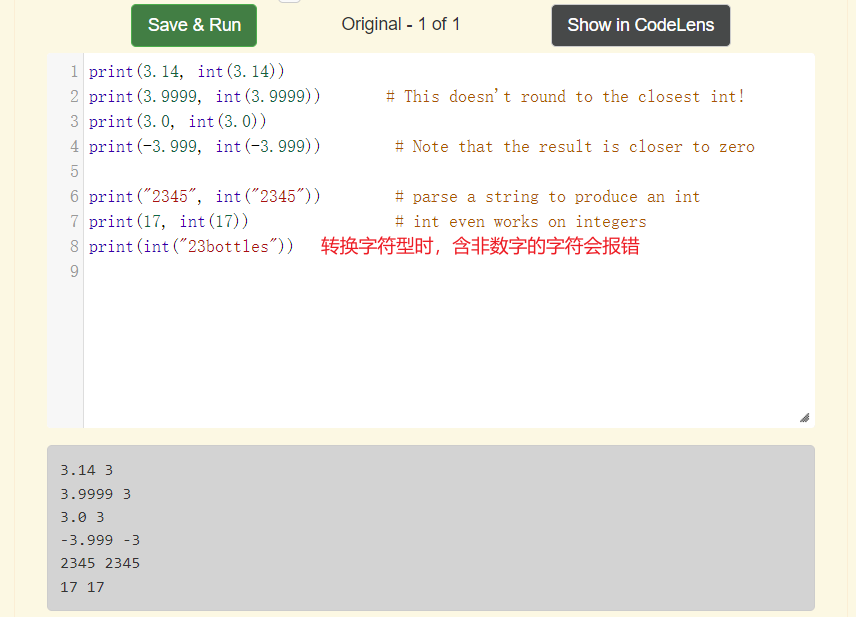 Save & Run
Original - 1 of 1
Show in CodeLens
1 print(3.14, int(3.14))
2 print(3.9999, int(3.9999)) # This doesn't round to the closest int!
3 print(3.0, int(3.0))
4 print(-3.999, int(-3.999)) # Note that the result is closer to zero
5
6 print("2345", int("2345")) # parse a string to produce an int
7 print(17, int(17)) # int even works on integers
8 print(int("23bottles")) 转换字符型时，含非数字的字符会报错
9
3.14 3
3.9999 3
3.0 3
-3.999 -3
2345 2345
17 17